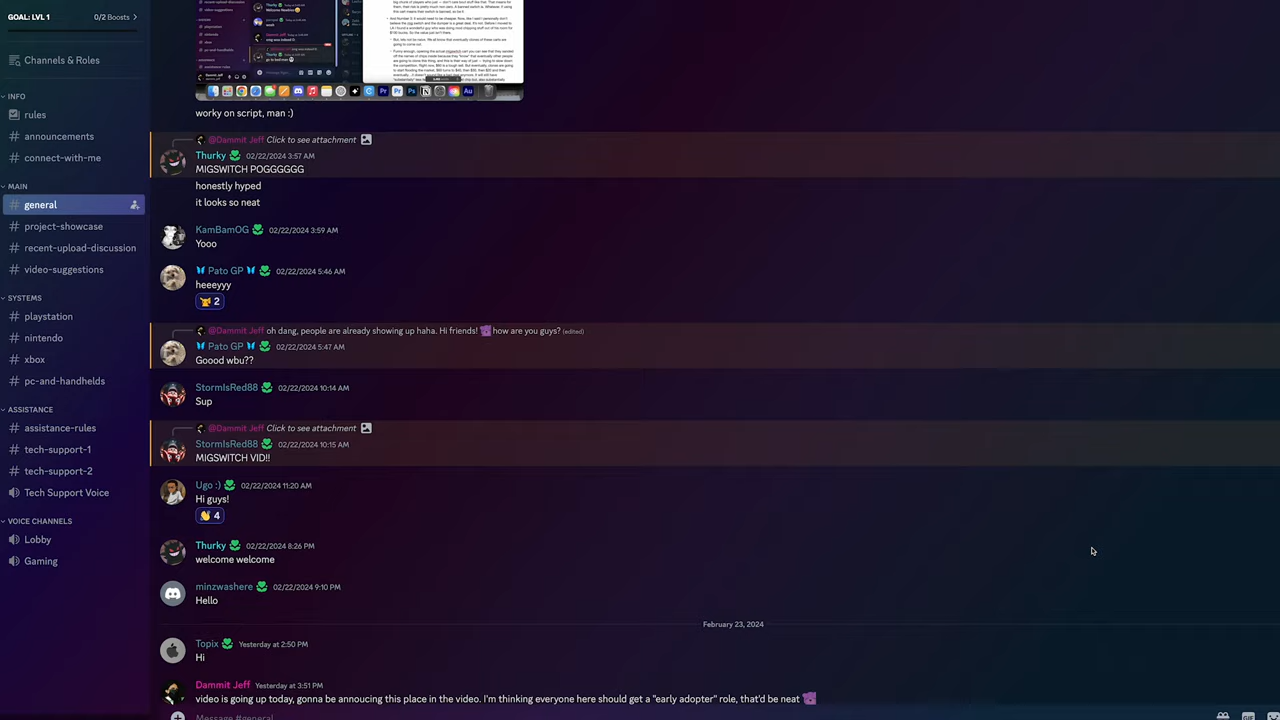 GOAL: LVL 1
0/2 Boosts
Channels & Roles
INFO
rules
announcements
connect-with-me
MAIN
general
project-showcase
recent-upload-discussion
video-suggestions
SYSTEMS
playstation
nintendo
xbox
pc-and-handhelds
ASSISTANCE
assistance-rules
tech-support-1
tech-support-2
Tech Support Voice
VOICE CHANNELS
Lobby
Gaming
worky on script, man :)
@Dammit Jeff Click to see attachment
Thurky 02/22/2024 3:57 AM
MIGSWITCH POGGGGGG
honestly hyped
it looks so neat
KamBamOG 02/22/2024 3:59 AM
Yooo
Pato GP 02/22/2024 5:46 AM
heeeyyy
2
@Dammit Jeff oh dang, people are already showing up haha. Hi friends! how are you guys? (edited)
Pato GP 02/22/2024 5:47 AM
Goood wbu??
StormIsRed88 02/22/2024 10:14 AM
Sup
@Dammit Jeff Click to see attachment
StormIsRed88 02/22/2024 10:15 AM
MIGSWITCH VID!!
Ugo :) 02/22/2024 11:20 AM
Hi guys!
4
Thurky 02/22/2024 8:26 PM
welcome welcome
minzwashere 02/22/2024 9:10 PM
Hello
February 23, 2024
Topix Yesterday at 2:50 PM
Hi
Dammit Jeff Yesterday at 3:51 PM
video is going up today, gonna be annoucing this place in the video. I'm thinking everyone here should get a "early adopter" role, that'd be neat
Message #general
GIF